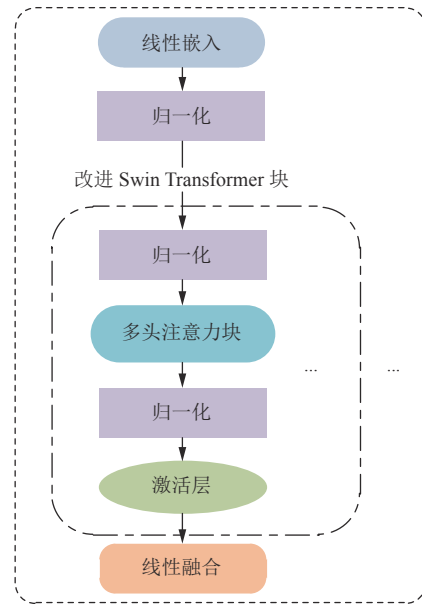 线性嵌入
归一化
改进 Swin Transformer 块
归一化
多头注意力块
...
...
归一化
激活层
线性融合